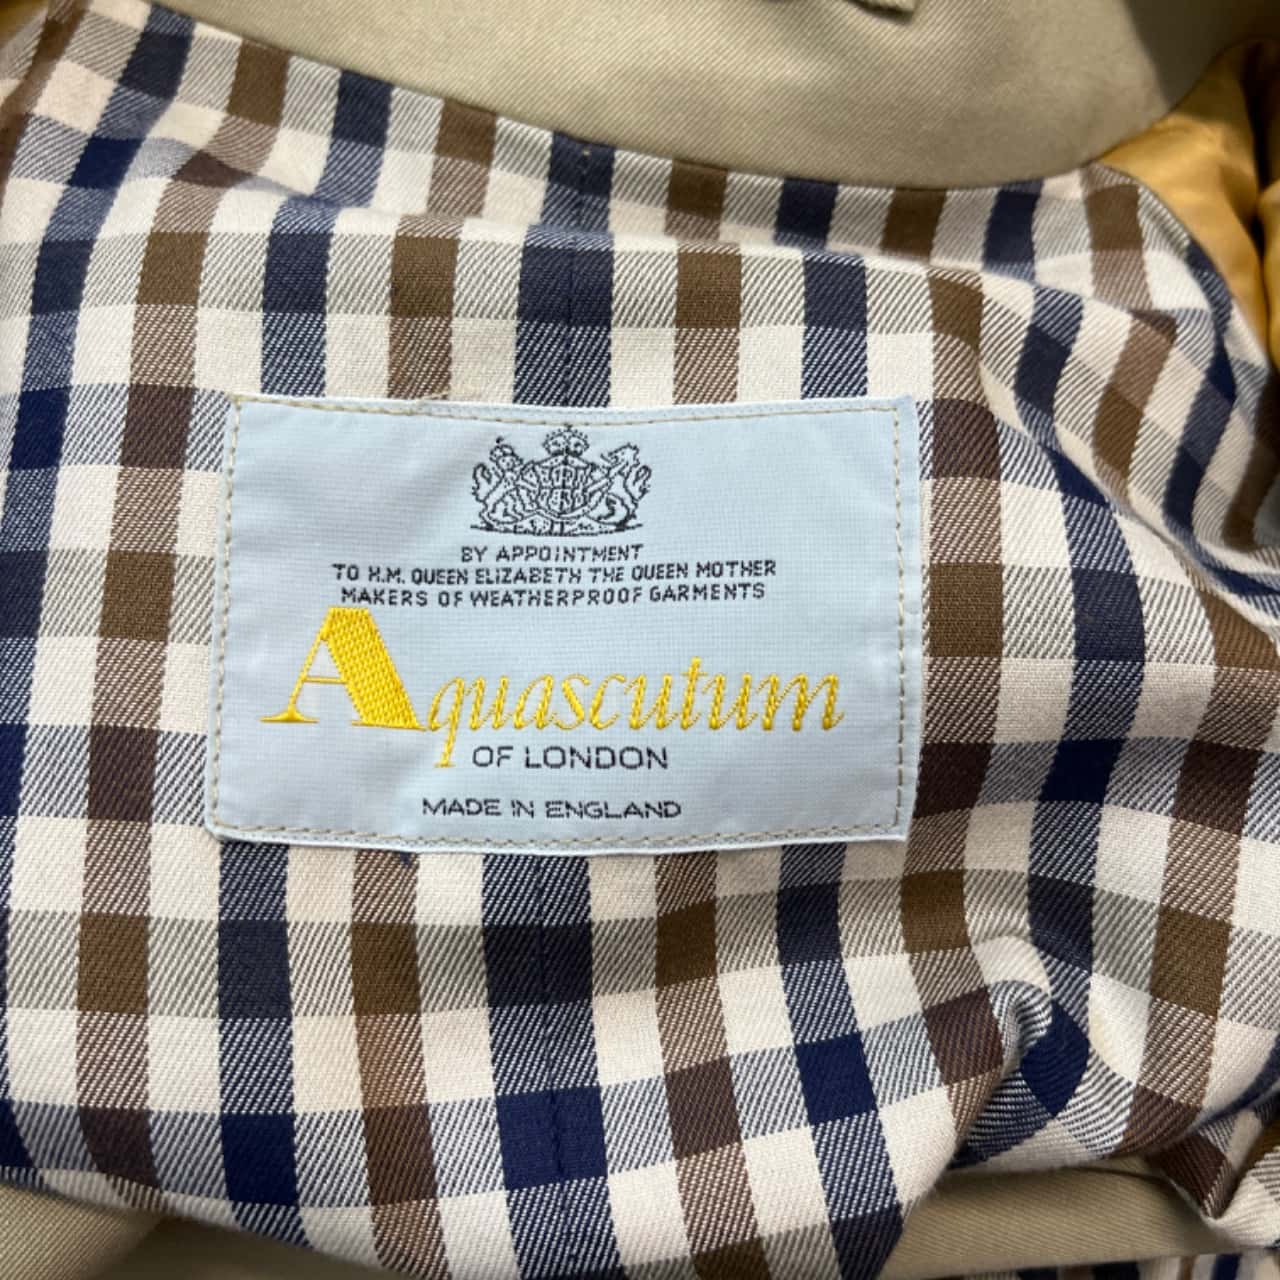 BY APPOINTMENT
TO H.M. QUEEN ELIZABETH THE QUEEN MOTHER
MAKERS OF WEATHERPROOF GARMENTS
Aquascutum
OF LONDON
MADE IN ENGLAND